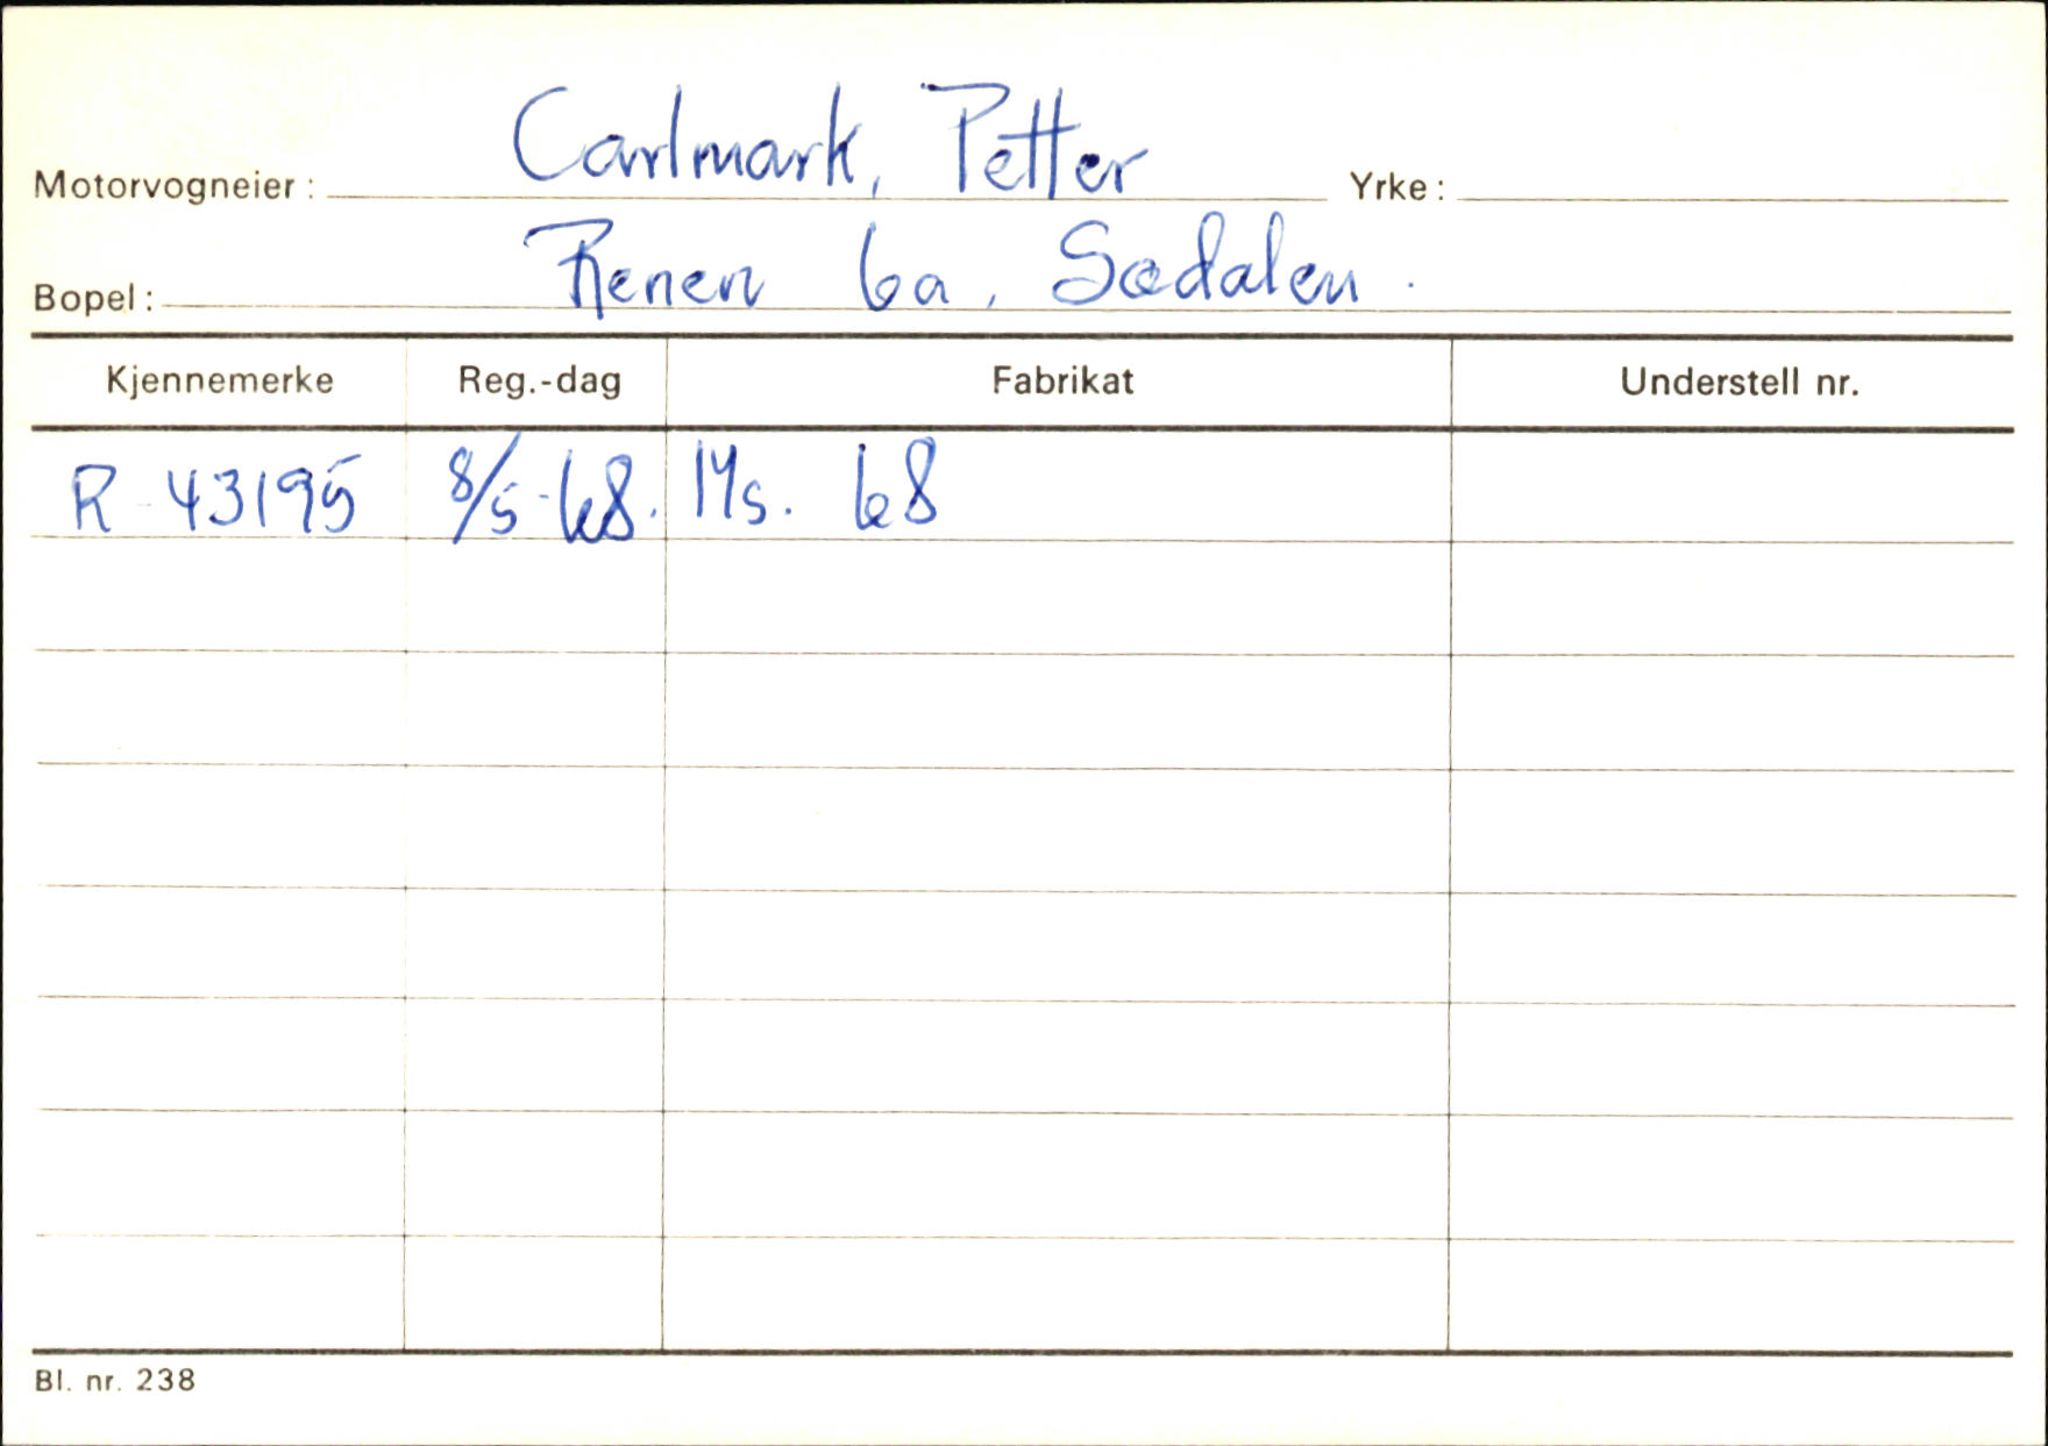 Motorvogneier: Carlmark, Petter Yrke:
Bopel: Renen 6a, Sædalen.
Kjennemerke Reg.-dag Fabrikat Understell nr.
R-43195 8/5-68. Ms. 68
Bl. nr. 238